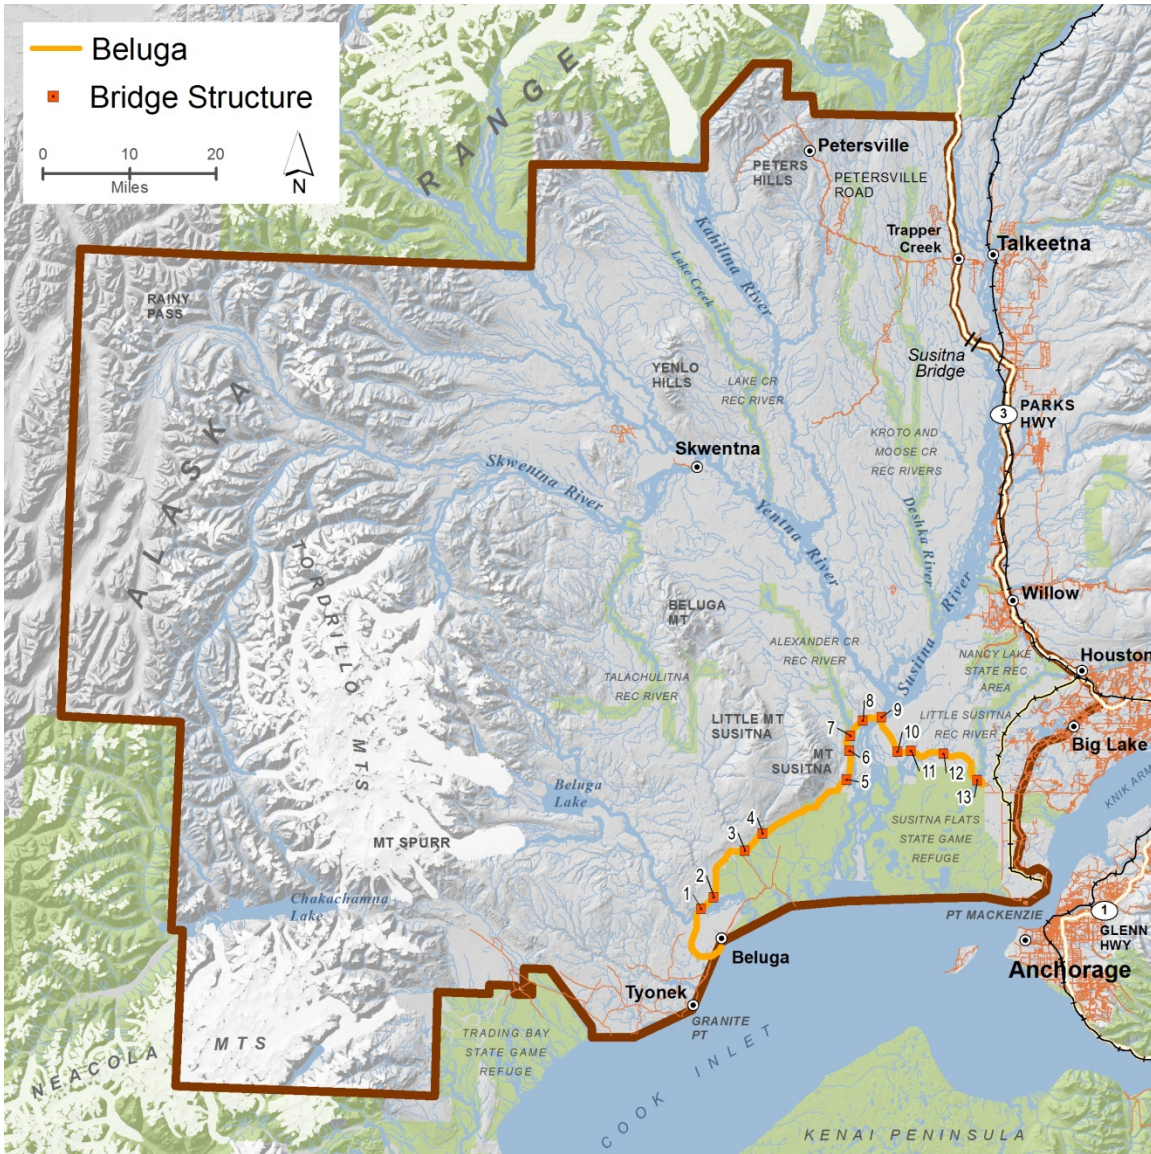 Beluga
Bridge Structure
0 10 20
Miles
N
RANGE
Petersville
PETERS
HILLS
PETERSVILLE
ROAD
Kahiltna River
Lake Creek
Trapper
Creek
Talkeetna
RAINY
PASS
Susitna
Bridge
YENLO
HILLS
LAKE CR
REC RIVER
3
PARKS
HWY
ALASKA
KROTO AND
MOOSE CR
REC RIVERS
Skwentna
Skwentna River
Yentna River
Deshka River
Susitna River
TORDRILLO MTS
Willow
BELUGA
MT
ALEXANDER CR
REC RIVER
NANCY LAKE
STATE REC
AREA
Houston
TALACHULITNA
REC RIVER
LITTLE MT
SUSITNA
LITTLE SUSITNA
REC RIVER
Big Lake
MT
SUSITNA
7
8
9
10
6
11
12
5
13
KNIK ARM
Beluga
Lake
SUSITNA FLATS
STATE GAME
REFUGE
4
3
MT SPURR
2
1
Chakachamna
Lake
PT MACKENZIE
1
GLENN
HWY
Beluga
Anchorage
Tyonek
GRANITE
PT
TRADING BAY
STATE GAME
REFUGE
NEACOLA MTS
COOK INLET
KENAI PENINSULA